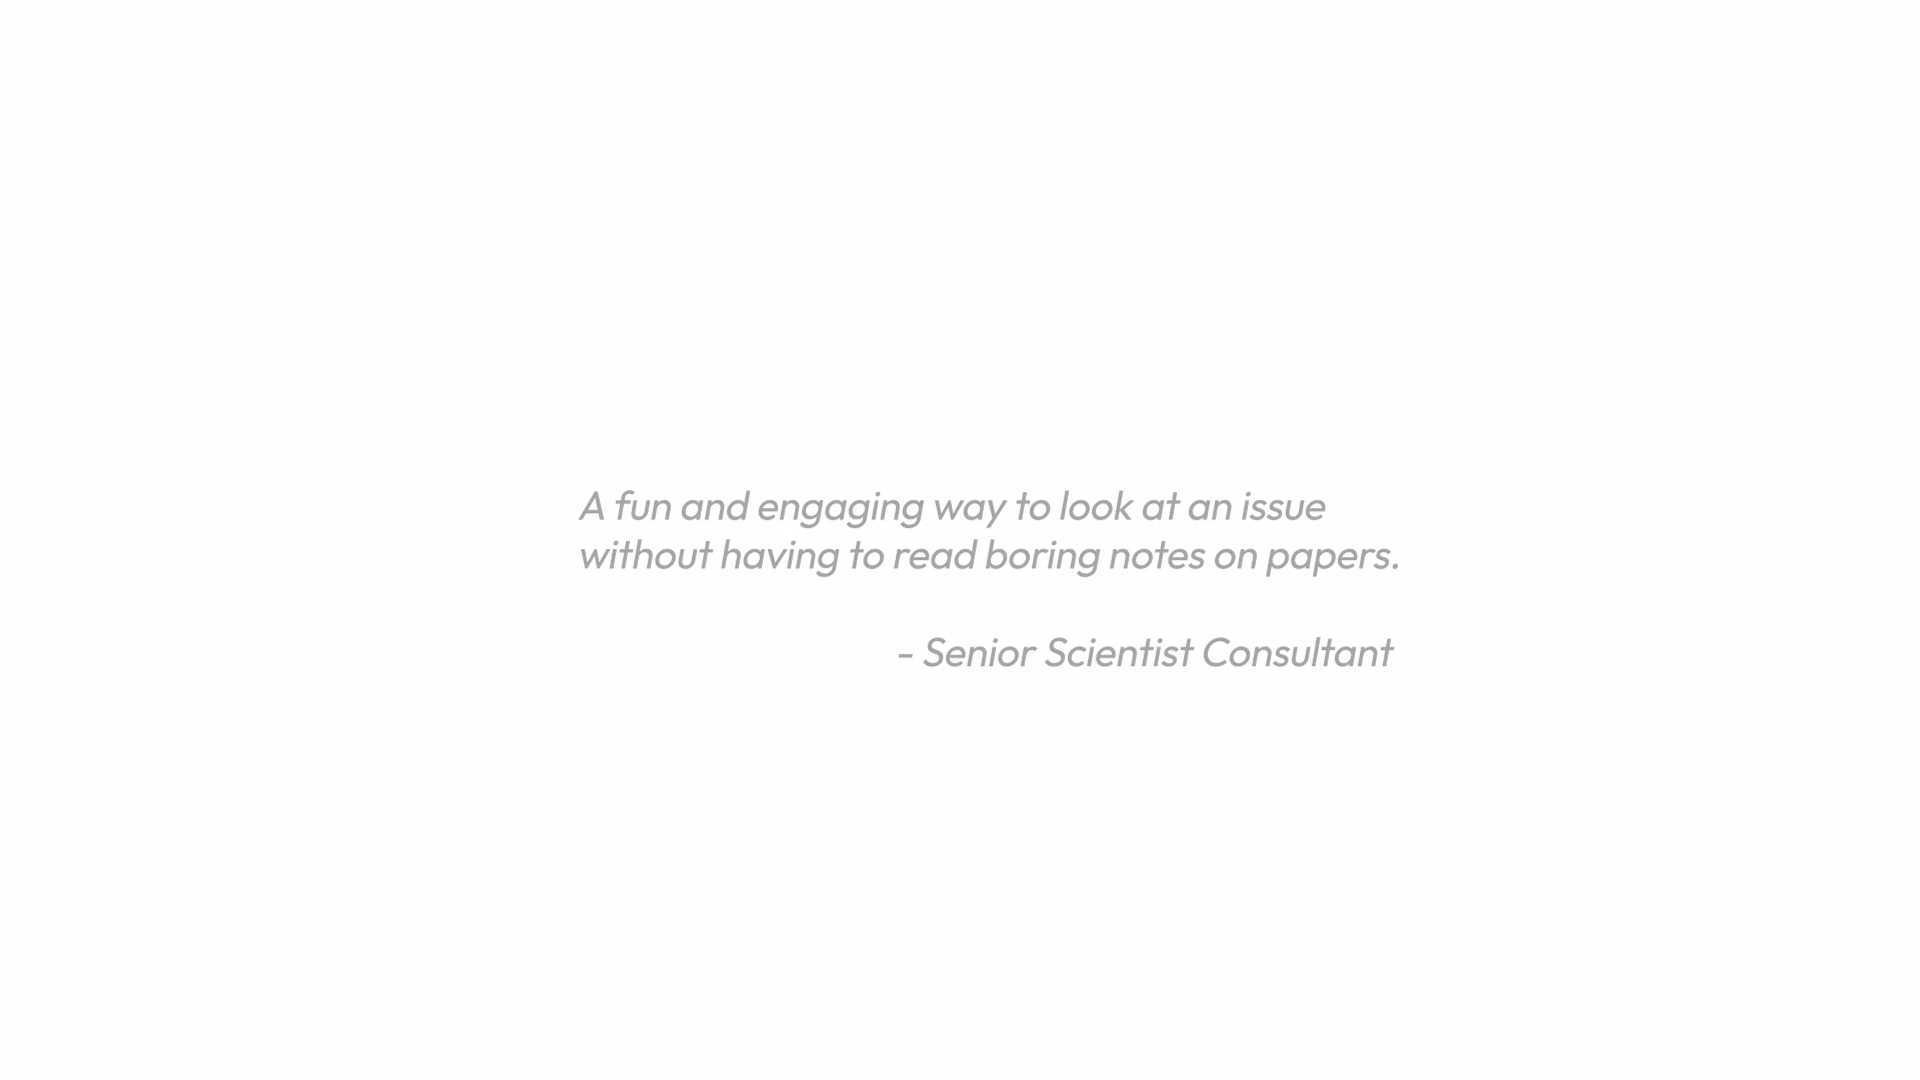 A fun and engaging way to look at an issue
without having to read boring notes on papers.
- Senior Scientist Consultant